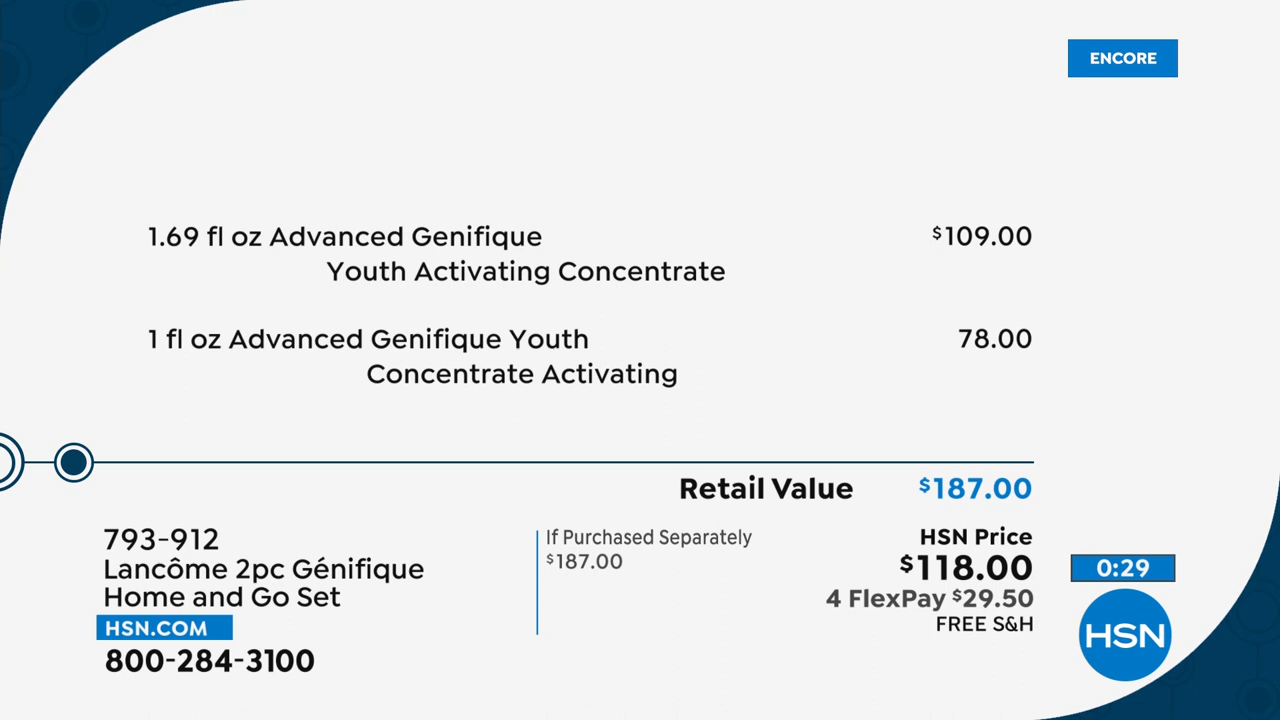 ENCORE
1.69 fl oz Advanced Genifique $109.00
Youth Activating Concentrate
1 fl oz Advanced Genifique Youth 78.00
Concentrate Activating
Retail Value $187.00
793-912
Lancôme 2pc Génifique
Home and Go Set
HSN.COM
800-284-3100
If Purchased Separately
$187.00
HSN Price
$118.00
4 FlexPay $29.50
FREE S&H
0:29
HSN